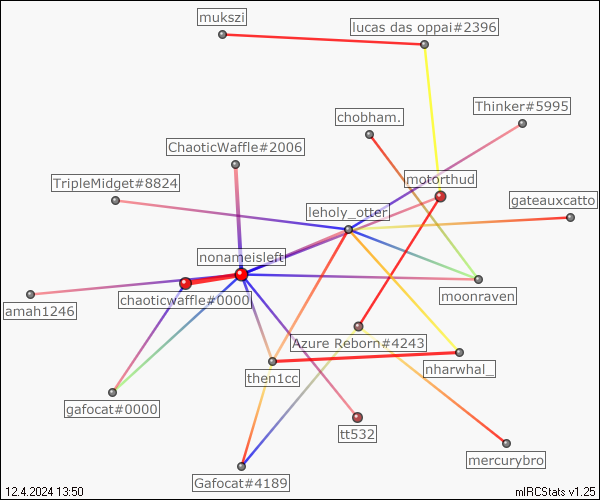 mukszi
lucas das oppai#2396
Thinker#5995
chobham.
ChaoticWaffle#2006
TripleMidget#8824
motorthud
gateauxcatto
leholy_otter
nonameisleft
chaoticwaffle#0000
moonraven
amah1246
Azure Reborn#4243
then1cc
nharwhal_
gafocat#0000
tt532
mercurybro
Gafocat#4189
12.4.2024 13:50
mIRCStats v1.25